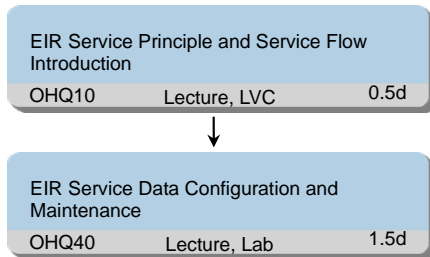 EIR Service Principle and Service Flow
Introduction
OHQ10 Lecture, LVC 0.5d
EIR Service Data Configuration and
Maintenance
OHQ40 Lecture, Lab 1.5d